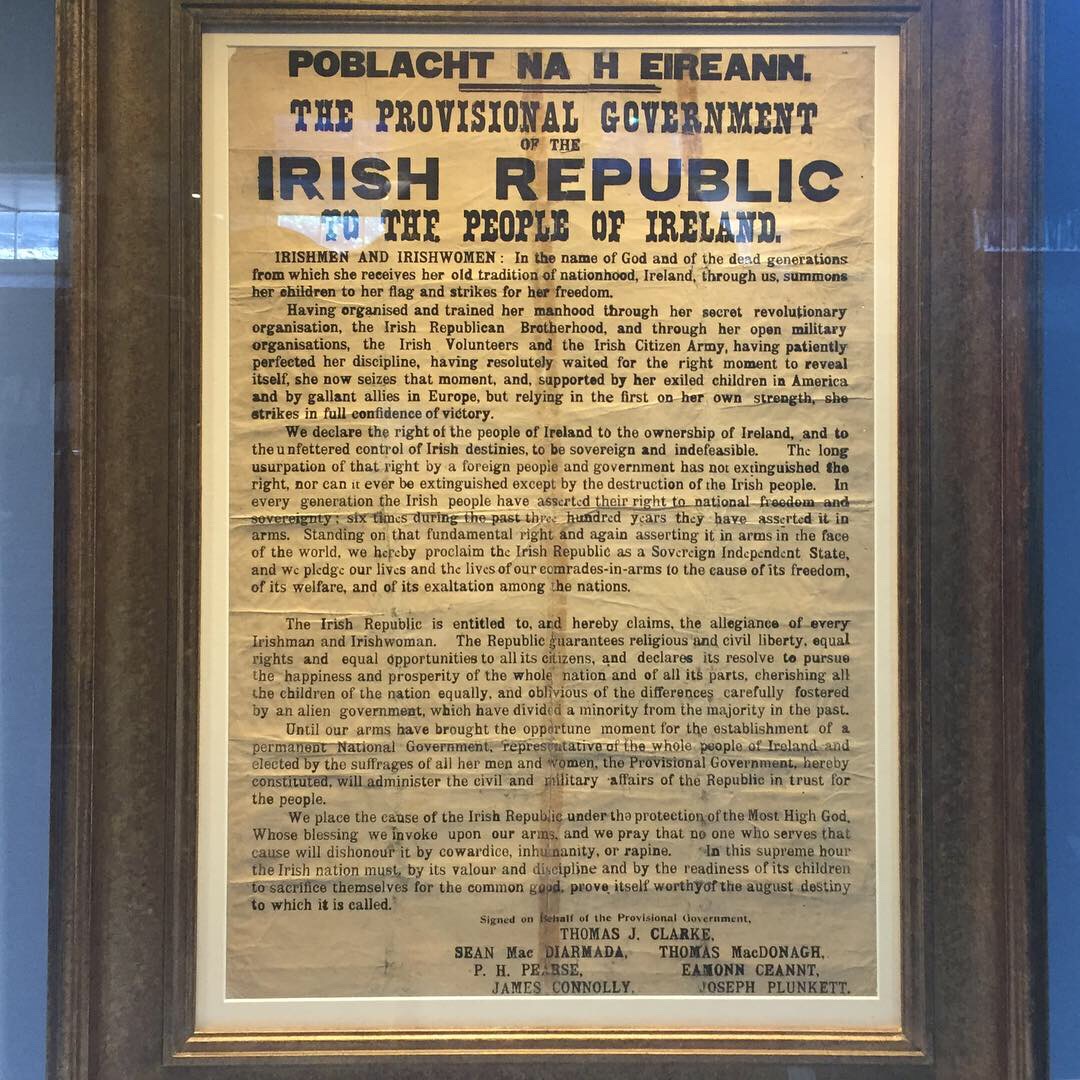 POBLACHT NA H EIREANN.
THE PROVISIONAL GOVERNMENT
OF THE
IRISH REPUBLIC
TO THE PEOPLE OF IRELAND.
IRISHMEN AND IRISHWOMEN: In the name of God and of the dead generations
from which she receives her old tradition of nationhood, Ireland, through us, summons
her children to her flag and strikes for her freedom.
Having organised and trained her manhood through her secret revolutionary
organisation, the Irish Republican Brotherhood, and through her open military
organisations, the Irish Volunteers and the Irish Citizen Army, having patiently
perfected her discipline, having resolutely waited for the right moment to reveal
itself, she now seizes that moment, and, supported by her exiled children in America
and by gallant allies in Europe, but relying in the first on her own strength, she
strikes in full confidence of victory.
We declare the right of the people of Ireland to the ownership of Ireland, and to
the unfettered control of Irish destinies, to be sovereign and indefeasible. The long
usurpation of that right by a foreign people and government has not extinguished the
right, nor can it ever be extinguished except by the destruction of the Irish people. In
every generation the Irish people have asserted their right to national freedom and
sovereignty; six times during the past three hundred years they have asserted it in
arms. Standing on that fundamental right and again asserting it in arms in the face
of the world, we hereby proclaim the Irish Republic as a Sovereign Independent State,
and we pledge our lives and the lives of our comrades-in-arms to the cause of its freedom,
of its welfare, and of its exaltation among the nations.
The Irish Republic is entitled to, and hereby claims, the allegiance of every
Irishman and Irishwoman. The Republic guarantees religious and civil liberty, equal
rights and equal opportunities to all its citizens, and declares its resolve to pursue
the happiness and prosperity of the whole nation and of all its parts, cherishing all
the children of the nation equally, and oblivious of the differences carefully fostered
by an alien government, which have divided a minority from the majority in the past.
Until our arms have brought the opportune moment for the establishment of a
permanent National Government, representative of the whole people of Ireland and
elected by the suffrages of all her men and women, the Provisional Government, hereby
constituted, will administer the civil and military affairs of the Republic in trust for
the people.
We place the cause of the Irish Republic under the protection of the Most High God,
Whose blessing we invoke upon our arms, and we pray that no one who serves that
cause will dishonour it by cowardice, inhumanity, or rapine. In this supreme hour
the Irish nation must, by its valour and discipline and by the readiness of its children
to sacrifice themselves for the common good, prove itself worthy of the august destiny
to which it is called.
Signed on Behalf of the Provisional Government,
THOMAS J. CLARKE,
SEAN Mac DIARMADA, THOMAS MacDONAGH,
P. H. PEARSE, EAMONN CEANNT,
JAMES CONNOLLY, JOSEPH PLUNKETT.